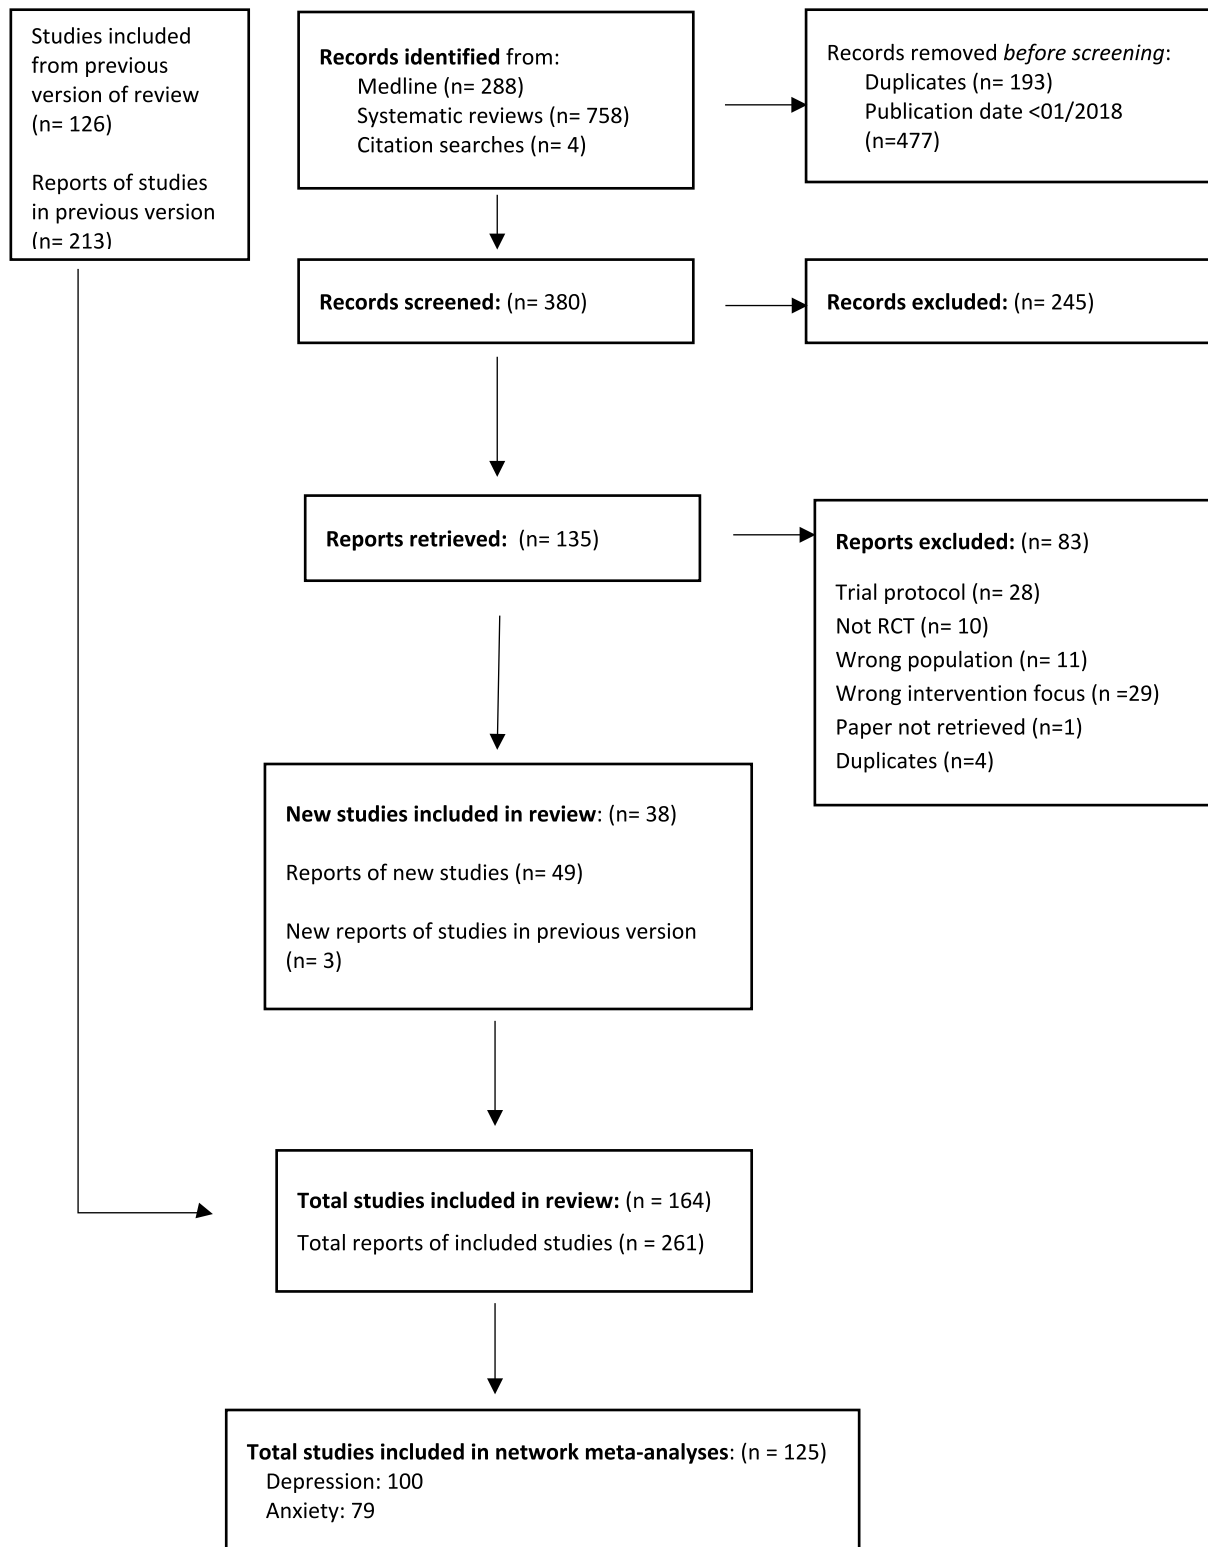 Studies included
from previous
version of review
(n= 126)
Reports of studies
in previous version
(n= 213)
Records identified from:
Medline (n= 288)
Systematic reviews (n= 758)
Citation searches (n= 4)
Records removed before screening:
Duplicates (n= 193)
Publication date <01/2018
(n=477)
Records screened: (n= 380)
Records excluded: (n= 245)
Reports retrieved:  (n= 135)
Reports excluded: (n= 83)
Trial protocol (n= 28)
Not RCT (n= 10)
Wrong population (n= 11)
Wrong intervention focus (n =29)
Paper not retrieved (n=1)
Duplicates (n=4)
New studies included in review: (n= 38)
Reports of new studies (n= 49)
New reports of studies in previous version
(n= 3)
Total studies included in review: (n = 164)
Total reports of included studies (n = 261)
Total studies included in network meta-analyses: (n = 125)
Depression: 100
Anxiety: 79